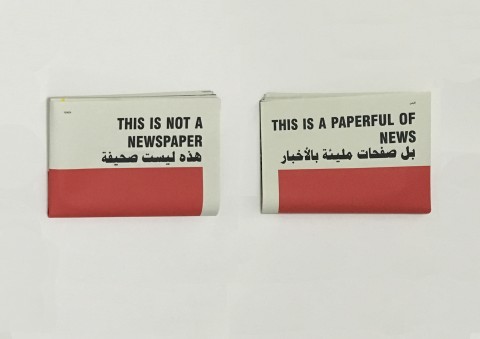 THIS IS NOT A
NEWSPAPER
هذه ليست صحيفة
THIS IS A PAPERFUL OF
NEWS
بل صفحات مليئة بالأخبار